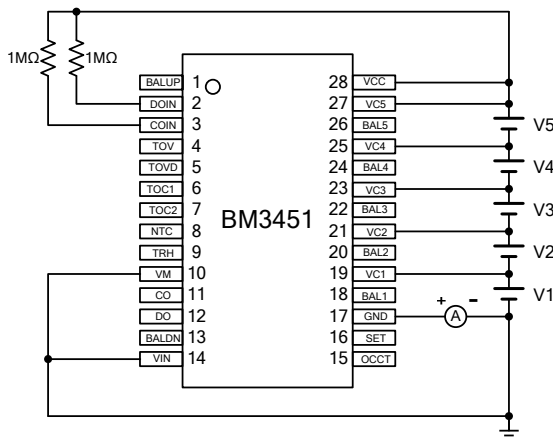 1MΩ 1MΩ
BM3451
BALUP 1
DOIN 2
COIN 3
TOV 4
TOVD 5
TOC1 6
TOC2 7
NTC 8
TRH 9
VM 10
CO 11
DO 12
BALDN 13
VIN 14
28 VCC
27 VC5
26 BAL5
25 VC4
24 BAL4
23 VC3
22 BAL3
21 VC2
20 BAL2
19 VC1
18 BAL1
17 GND
16 SET
15 OCCT
V5
V4
V3
V2
V1
+ A -